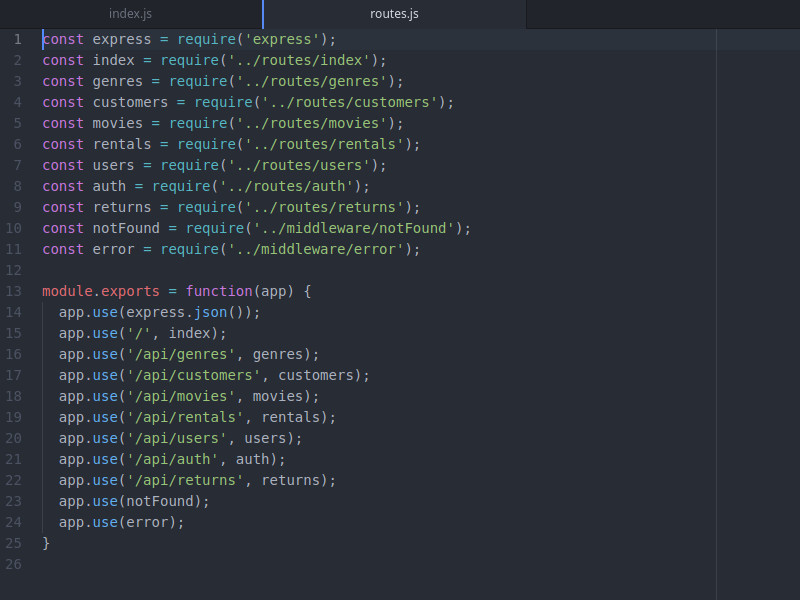 index.js routes.js
1 const express = require('express');
2 const index = require('../routes/index');
3 const genres = require('../routes/genres');
4 const customers = require('../routes/customers');
5 const movies = require('../routes/movies');
6 const rentals = require('../routes/rentals');
7 const users = require('../routes/users');
8 const auth = require('../routes/auth');
9 const returns = require('../routes/returns');
10 const notFound = require('../middleware/notFound');
11 const error = require('../middleware/error');
12
13 module.exports = function(app) {
14   app.use(express.json());
15   app.use('/', index);
16   app.use('/api/genres', genres);
17   app.use('/api/customers', customers);
18   app.use('/api/movies', movies);
19   app.use('/api/rentals', rentals);
20   app.use('/api/users', users);
21   app.use('/api/auth', auth);
22   app.use('/api/returns', returns);
23   app.use(notFound);
24   app.use(error);
25 }
26